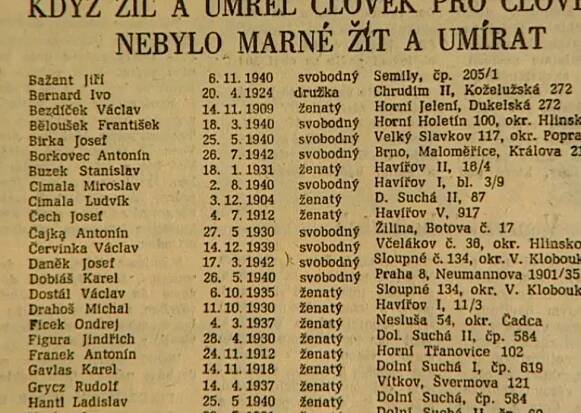 KDYŽ ŽIL A UMŘEL ČLOVĚK PRO
NEBYLO MARNÉ ŽÍT A UMÍRAT
Bažant Jiří 6. 11. 1940 svobodný Semily, čp. 205/1
Bernard Ivo 20. 4. 1924 družka Chrudim II, Koželužská 272
Bezdíček Václav 14. 11. 1909 ženatý Horní Jelení, Dukelská 272
Běloušek František 18. 3. 1940 svobodný Horní Holetín 100, okr. Hlinsk
Birka Josef 25. 5. 1940 svobodný Velký Slavkov 117, okr. Popra
Borkovec Antonín 26. 7. 1942 svobodný Brno, Maloměřice, Králova
Buzek Stanislav 18. 1. 1931 ženatý Havířov II, 18/4
Cimala Miroslav 2. 8. 1940 svobodný Havířov I, bl. 3/9
Cimala Ludvík 3. 12. 1904 ženatý D. Suchá II, 87
Čech Josef 4. 7. 1912 ženatý Havířov V, 917
Čajka Antonín 27. 5 1930 svobodný Žilina, Botova č. 17
Červinka Václav 14. 12. 1939 svobodný Včelákov č. 36, okr. Hlinsko
Daněk Josef 17. 3. 1942 svobodný Sloupné č. 134, okr. V. Klobouk
Dobiáš Karel 26. 5. 1940 svobodný Praha 8, Neumannova 1901/35
Dostál Václav 6. 10. 1935 ženatý Sloupné 134, okr. V. Klobouk
Drahoš Michal 11. 10. 1930 ženatý Havířov I, 11/3
Ficek Ondrej 4. 3. 1937 ženatý Nesluša 54, okr. Čadca
Figura Jindřich 28. 4. 1930 ženatý Dol. Suchá II, čp. 584
Franek Antonín 24. 11. 1912 ženatý Horní Třanovice 102
Gavlas Karel 14. 11. 1918 ženatý Dolní Suchá I, čp. 619
Grycz Rudolf 14. 4. 1937 ženatý Vítkov, Švermova 121
Hantl Ladislav 25. 5 1940 ženatý Dolní Suchá, čp. 584